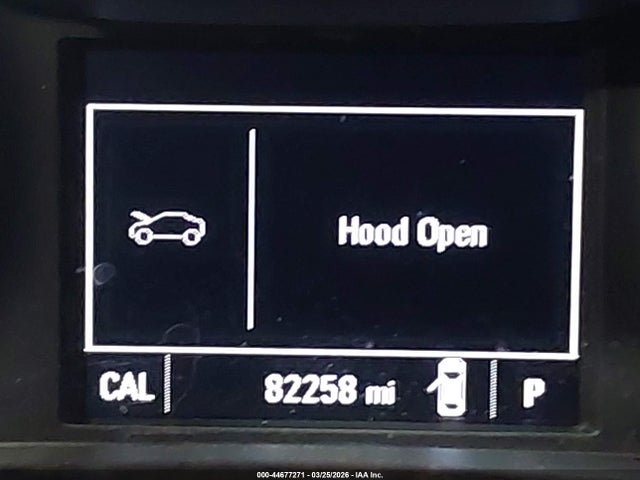 Hood Open
CAL 82258 mi P
000-44677271 - 03/25/2026 - IAA Inc.